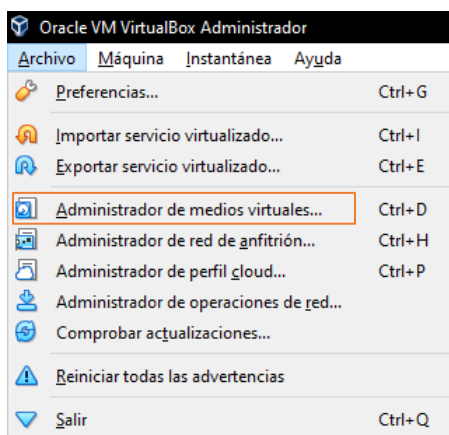 Oracle VM VirtualBox Administrador
Archivo Máquina Instantánea Ayuda
Preferencias... Ctrl+G
Importar servicio virtualizado... Ctrl+I
Exportar servicio virtualizado... Ctrl+E
Administrador de medios virtuales... Ctrl+D
Administrador de red de anfitrión... Ctrl+H
Administrador de perfil cloud... Ctrl+P
Administrador de operaciones de red...
Comprobar actualizaciones...
Reiniciar todas las advertencias
Salir Ctrl+Q